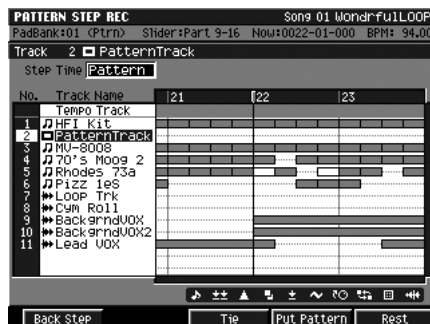 PATTERN STEP REC Song 01 WondrfulLOOP
PadBank:01 (Ptrn) Slider:Part 9-16 Now:0022-01-000 BPM: 94.00
Track 2 PatternTrack
Step Time Pattern
No. Track Name 21 22 23
Tempo Track
1 HFI Kit
2 PatternTrack
3 MV-8008
4 70's Moog 2
5 Rhodes 73a
6 Pizz leS
7 Loop Trk
8 Cym Roll
9 BackgrndVOX
10 BackgrndVOX2
11 Lead VOX
Back Step Tie Put Pattern Rest